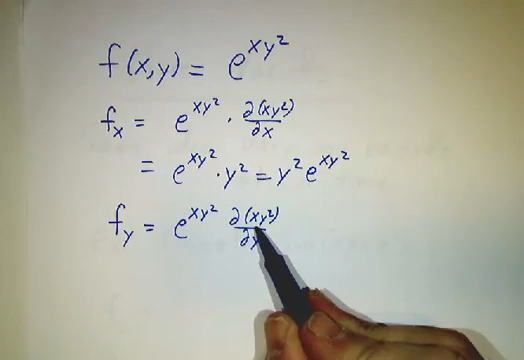 f(x,y) = e^{xy²}
f_x = e^{xy²} · ∂(xy²)/∂x
= e^{xy²} · y² = y² e^{xy²}
f_y = e^{xy²} ∂(xy²)/∂y